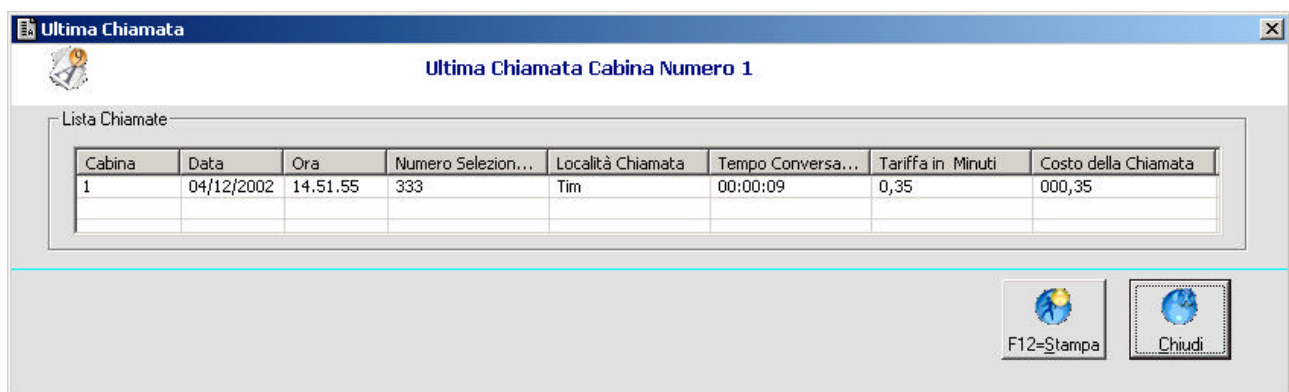 Ultima Chiamata
Ultima Chiamata Cabina Numero 1
Lista Chiamate
Cabina Data Ora Numero Selezion... Località Chiamata Tempo Conversa... Tariffa in Minuti Costo della Chiamata
1 04/12/2002 14.51.55 333 Tim 00:00:09 0,35 000,35
F12=Stampa Chiudi